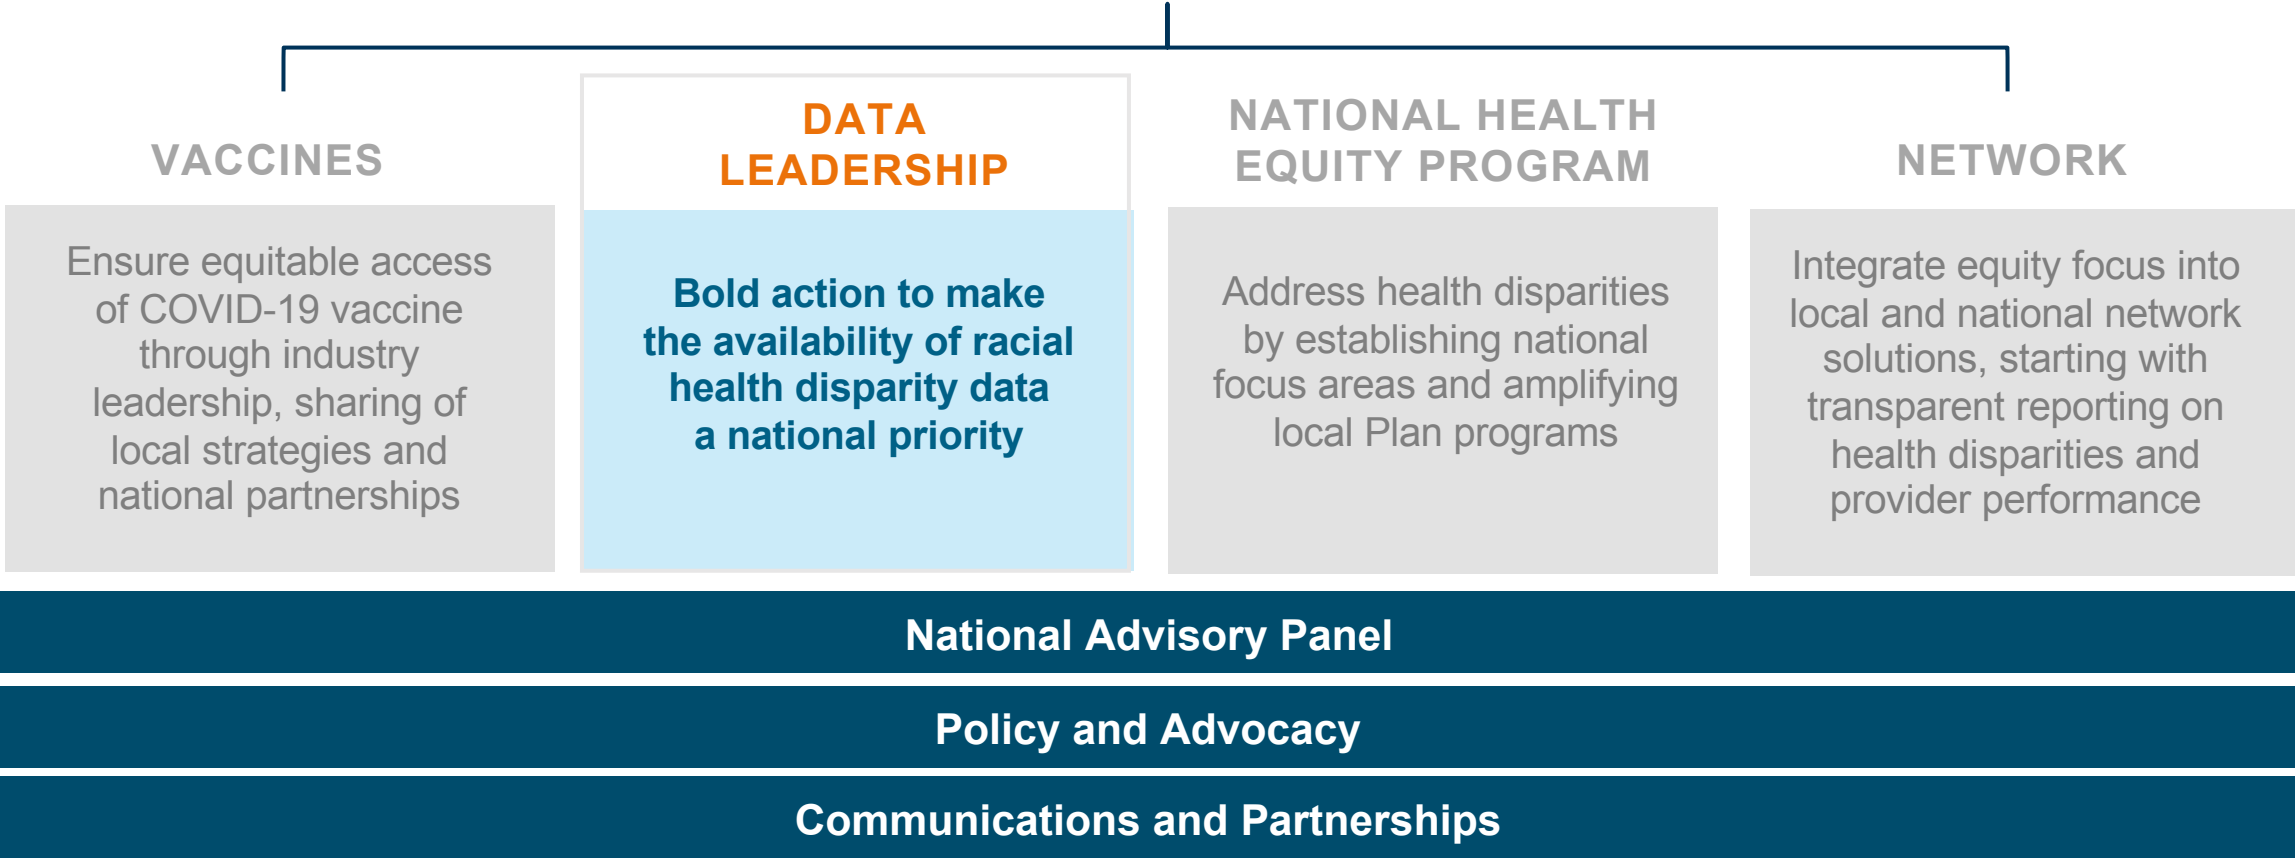 VACCINES
Ensure equitable access
of COVID-19 vaccine
through industry
leadership, sharing of
local strategies and
national partnerships
DATA
LEADERSHIP
Bold action to make
the availability of racial
health disparity data
a national priority
NATIONAL HEALTH
EQUITY PROGRAM
Address health disparities
by establishing national
focus areas and amplifying
local Plan programs
NETWORK
Integrate equity focus into
local and national network
solutions, starting with
transparent reporting on
health disparities and
provider performance
National Advisory Panel
Policy and Advocacy
Communications and Partnerships